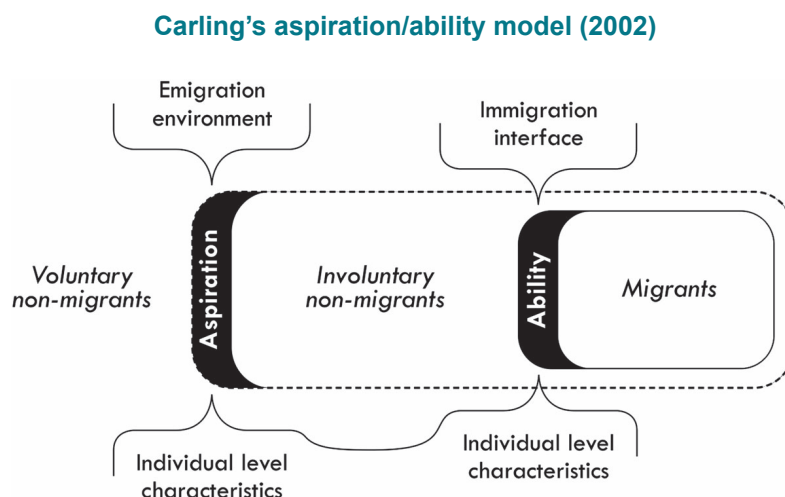 Carling's aspiration/ability model (2002)
Emigration
environment
Immigration
interface
Voluntary
non-migrants
Aspiration
Involuntary
non-migrants
Ability
Migrants
Individual level
characteristics
Individual level
characteristics